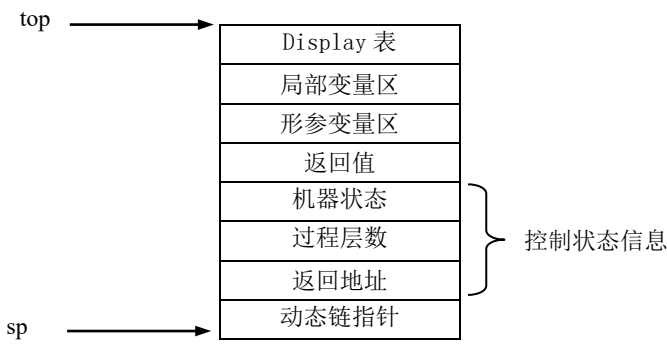 top
Display 表
局部变量区
形参变量区
返回值
机器状态
过程层数
控制状态信息
返回地址
动态链指针
sp